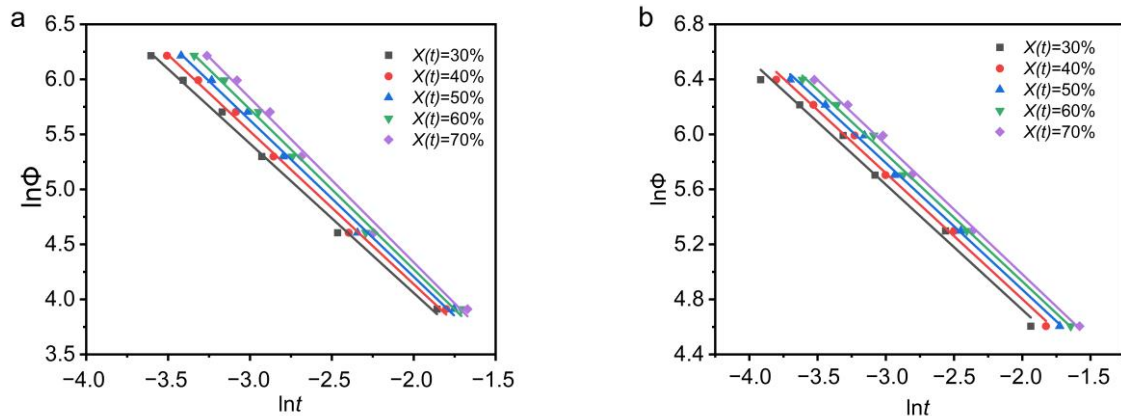 a
6.5
6.0
5.5
5.0
4.5
4.0
3.5
lnΦ
X(t)=30%
X(t)=40%
X(t)=50%
X(t)=60%
X(t)=70%
−4.0 −3.5 −3.0 −2.5 −2.0 −1.5
lnt
b
6.8
6.4
6.0
5.6
5.2
4.8
4.4
lnΦ
X(t)=30%
X(t)=40%
X(t)=50%
X(t)=60%
X(t)=70%
−4.0 −3.5 −3.0 −2.5 −2.0 −1.5
lnt